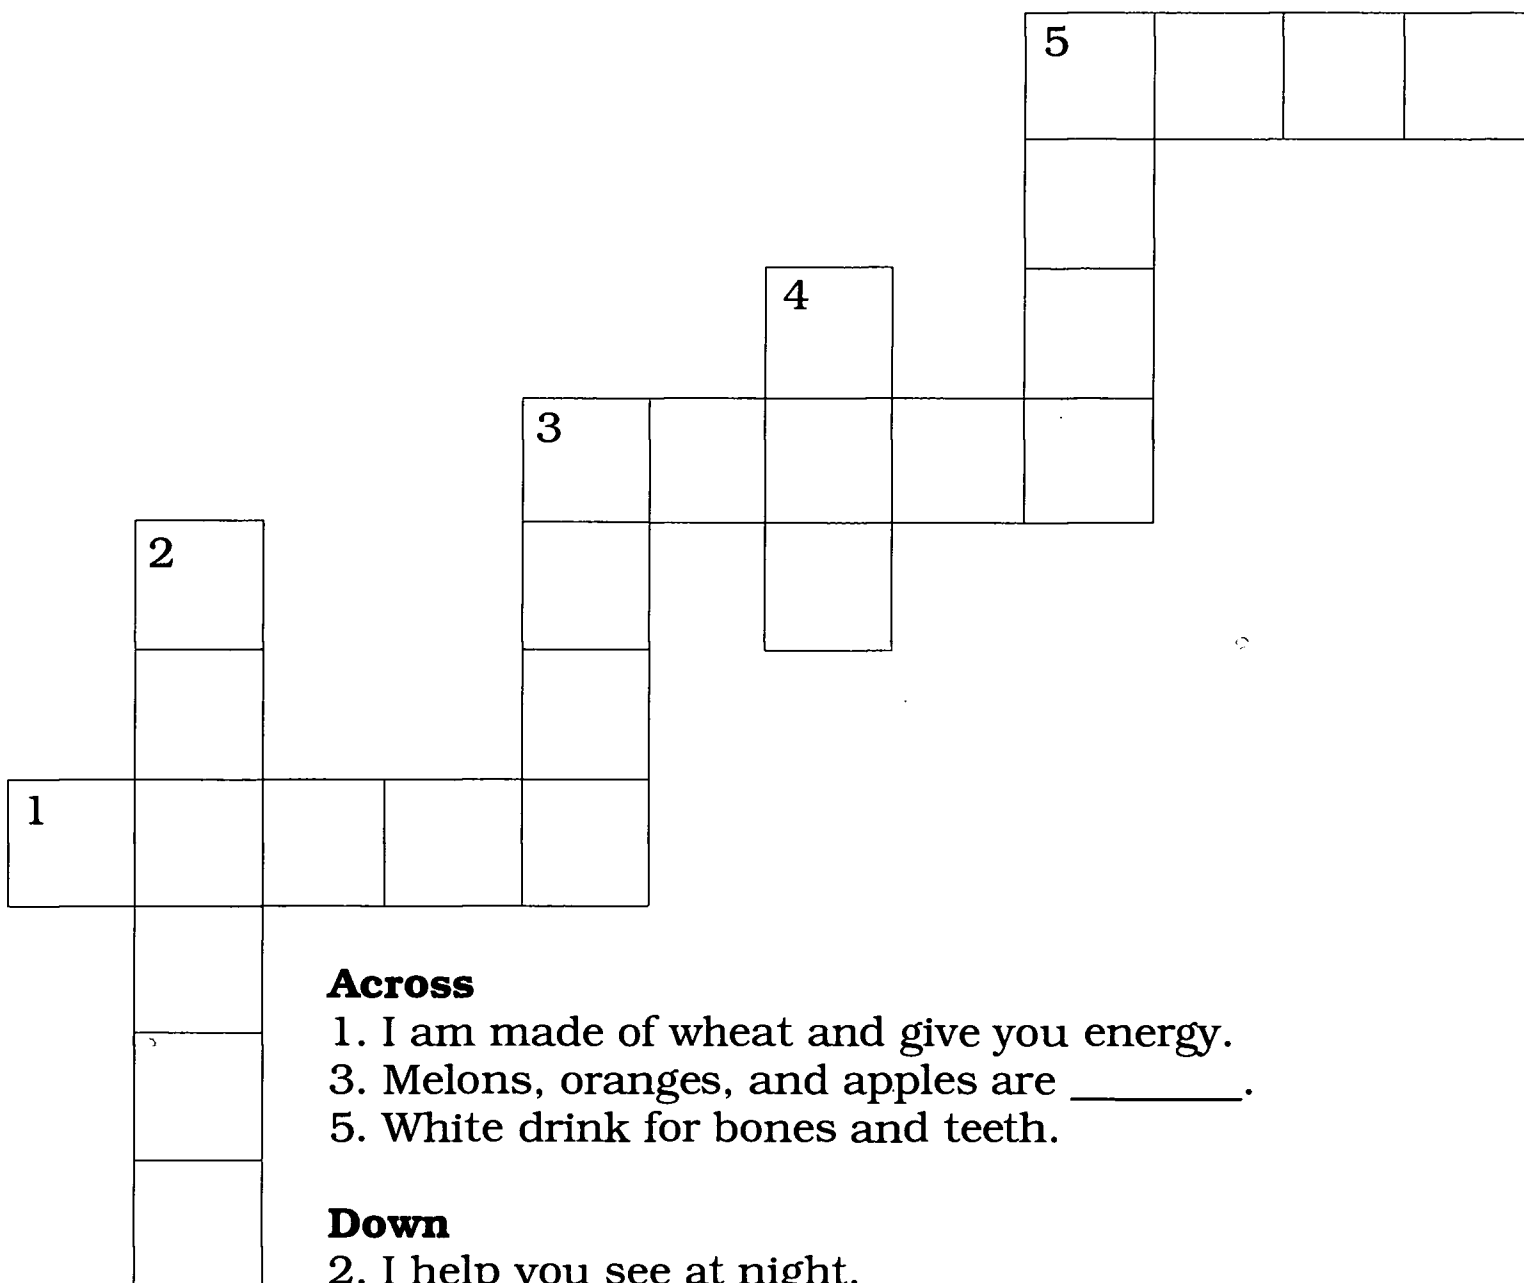 5
4
3
2
1
Across
1. I am made of wheat and give you energy.
3. Melons, oranges, and apples are ________.
5. White drink for bones and teeth.
Down
2. I help you see at night.